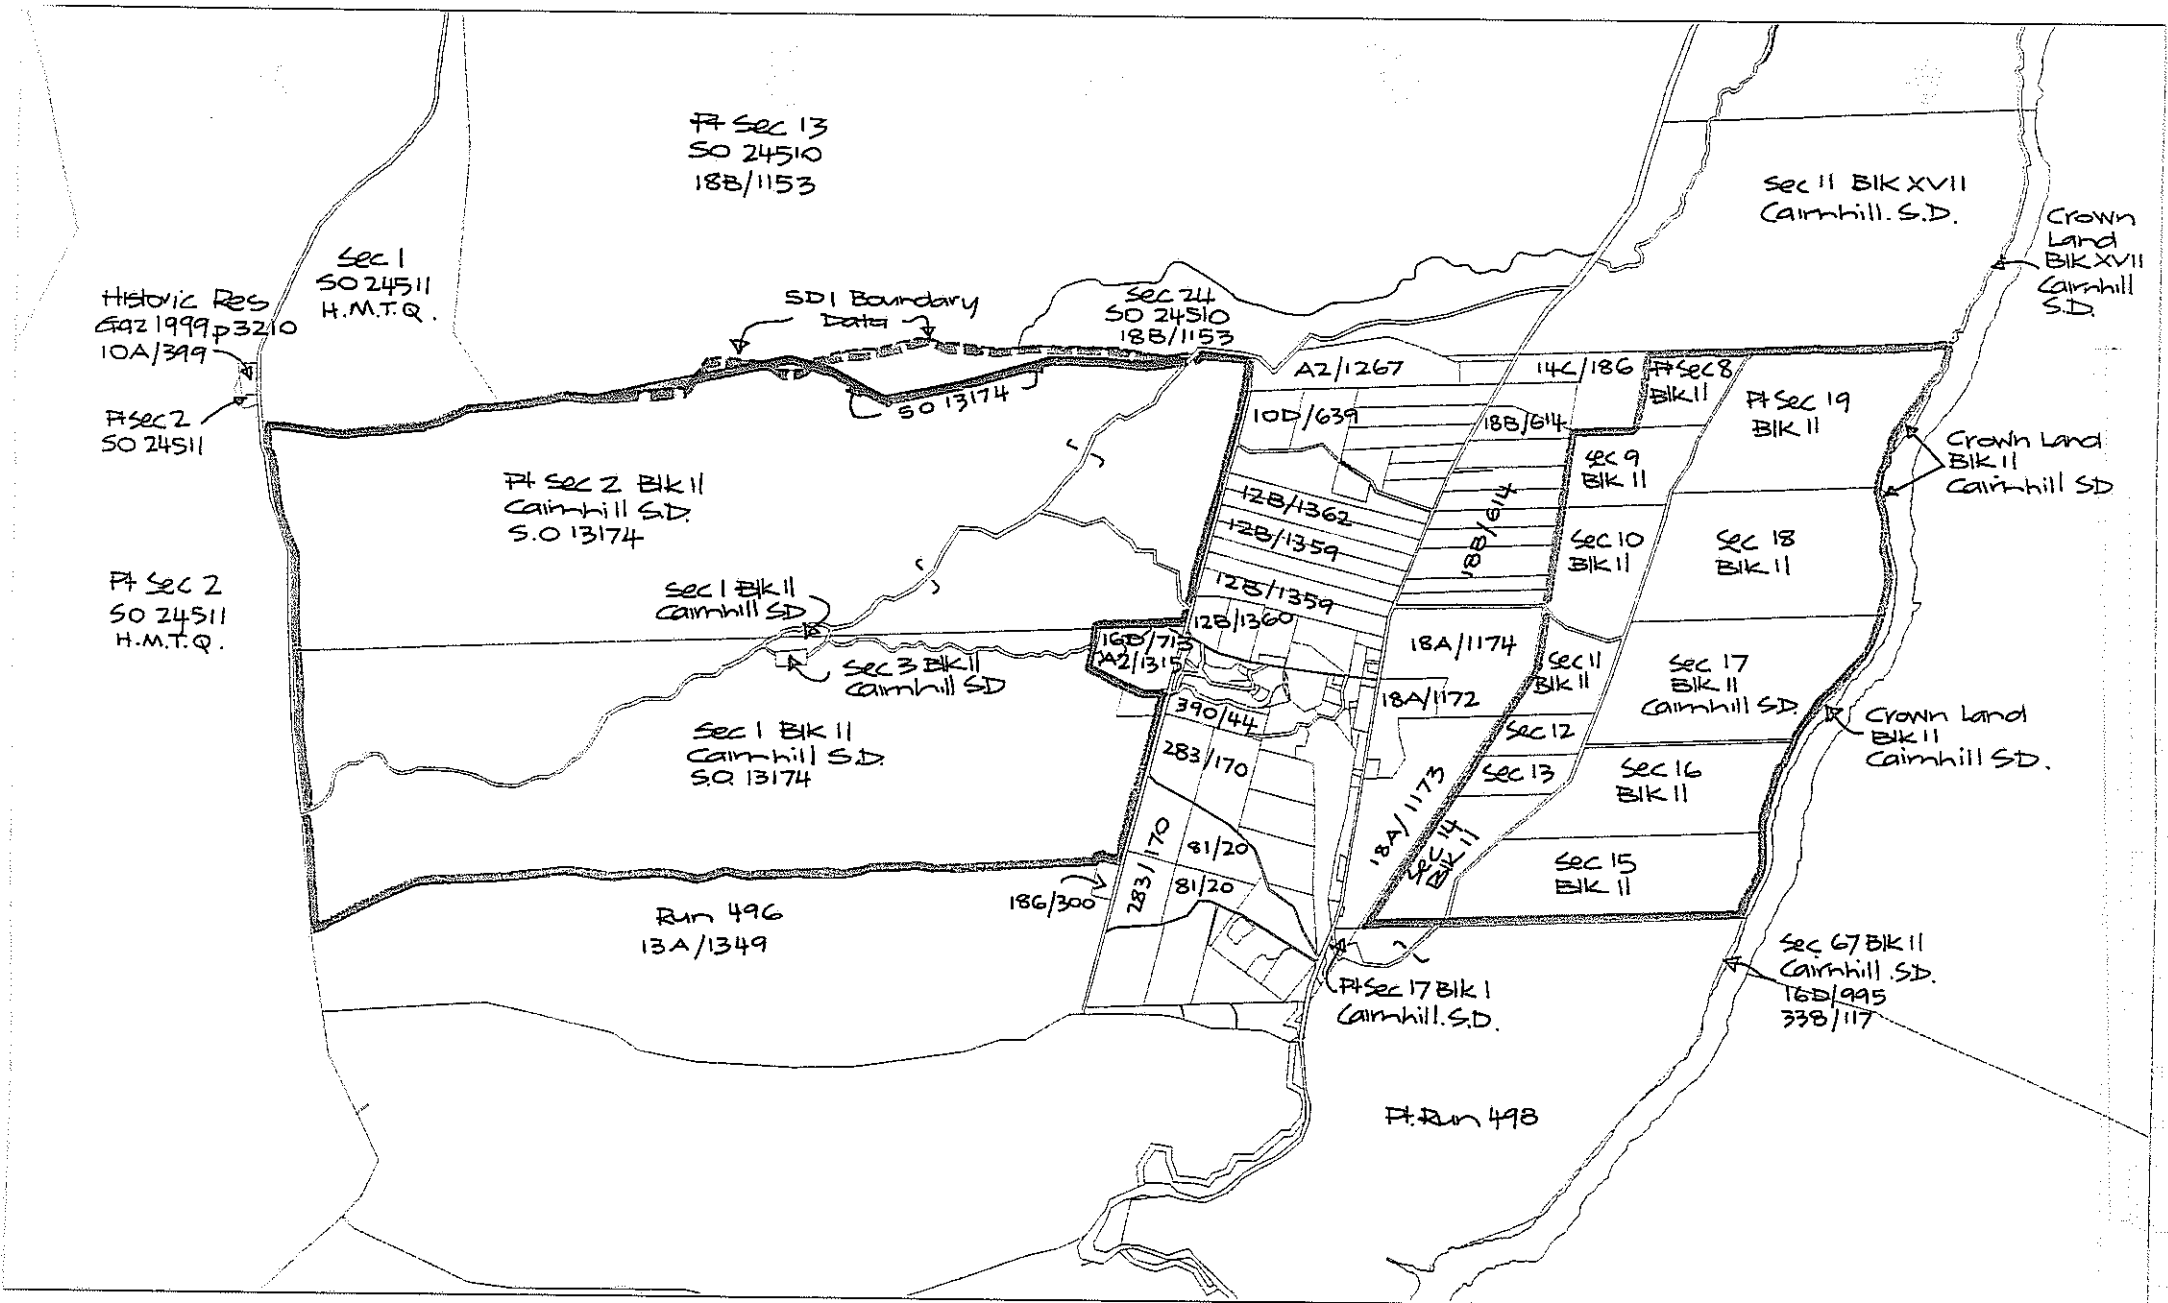 Pt Sec 13
SO 24510
18B/1153
Sec 11 Blk XVII
Cairnhill. S.D.
Crown
Land
Blk XVII
Cairnhill
S.D.
Sec 1
SO 24511
H.M.T.Q.
Historic Res
Gaz 1999 p3210
10A/399
Pt Sec 2
SO 24511
SDI Boundary
Data
Sec 24
SO 24510
18B/1153
SO 13174
A2/1267
14C/186
Pt Sec 8
Blk II
Pt Sec 19
Blk II
10D/639
18B/614
Crown Land
Blk II
Cairnhill SD
Sec 9
Blk II
Pt Sec 2 Blk II
Cairnhill S.D.
S.O 13174
12B/1362
12B/1359
18B/614
Sec 10
Blk II
Sec 18
Blk II
Pt Sec 2
SO 24511
H.M.T.Q.
Sec 1 Blk II
Cairnhill SD
12B/1359
12B/1360
16D/713
A2/1315
18A/1174
Sec 3 Blk II
Cairnhill SD
Sec 11
Blk II
Sec 17
Blk II
Cairnhill SD.
390/44
18A/1172
Sec 12
Crown Land
Blk II
Cairnhill SD.
Sec 1 Blk II
Cairnhill S.D.
S.O. 13174
283/170
Sec 13
Sec 16
Blk II
18A/1173
283/170
81/20
Sec 14
Blk II
Sec 15
Blk II
81/20
186/300
Run 496
13A/1349
Sec 67 Blk II
Cairnhill .SD.
16D/995
338/117
Pt Sec 17 Blk I
Cairnhill. S.D.
Pt. Run 498